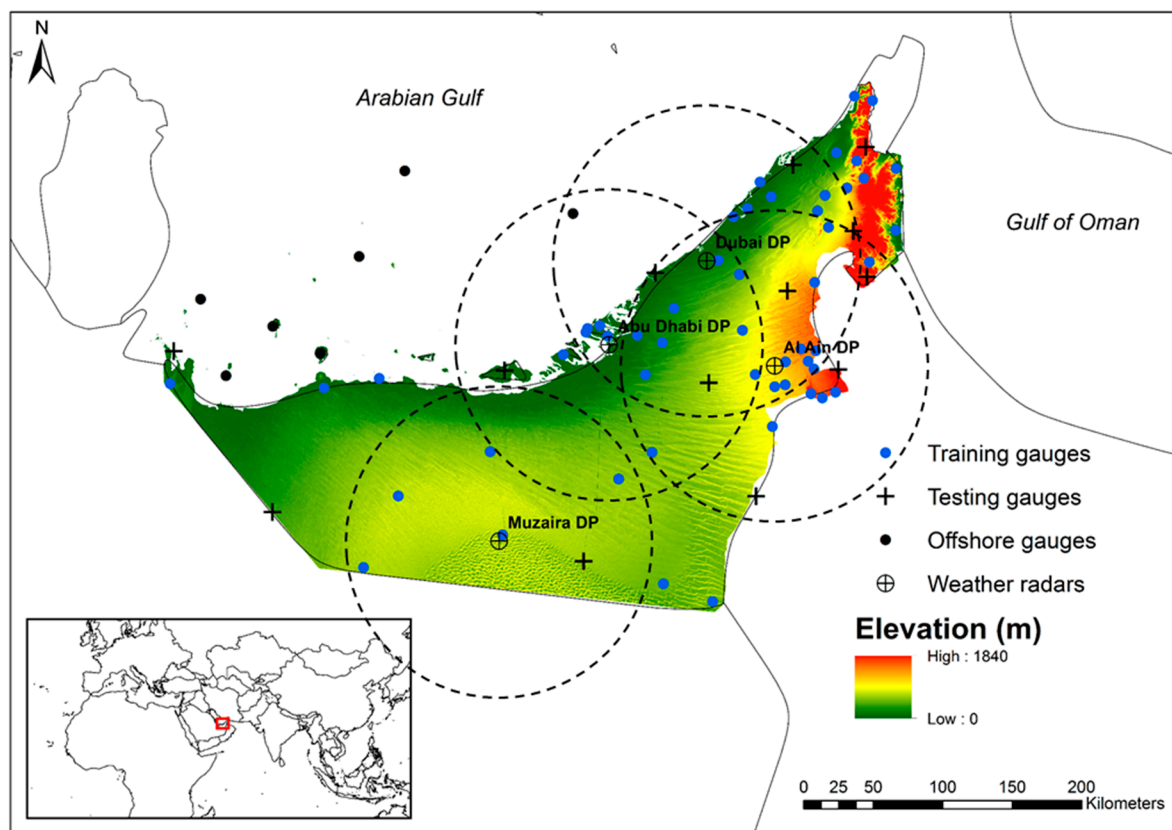 N
Arabian Gulf
Gulf of Oman
Dubai DP
Abu Dhabi DP
Al Ain DP
Muzaira DP
Training gauges
Testing gauges
Offshore gauges
Weather radars
Elevation (m)
High : 1840
Low : 0
0 25 50 100 150 200
Kilometers